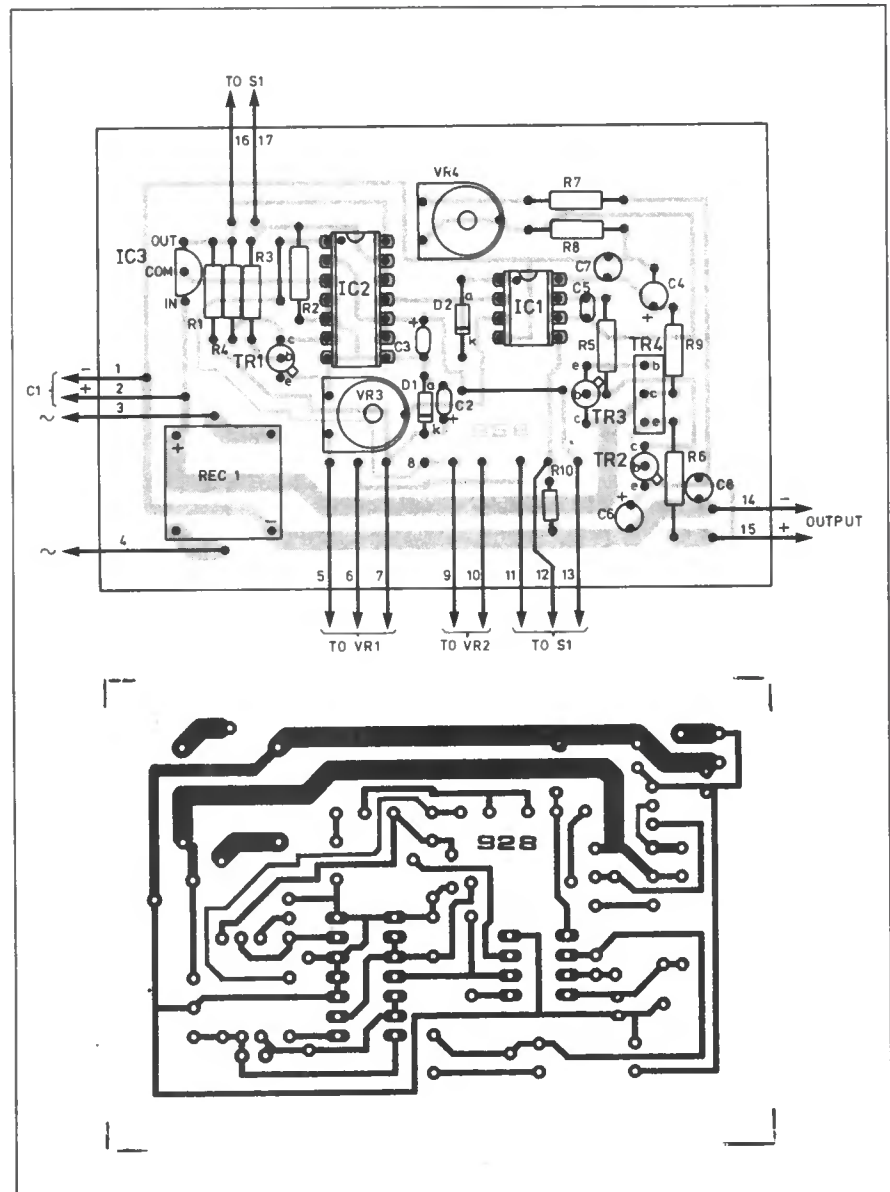 TO S1
16 17
VR4
R7
R8
OUT
IC3
COM
IN
R3
R1
R4
R2
IC2
TR1
c
b
e
C7
C4
+
D2
a
k
IC1
C5
+
C3
R5
TR4
R9
b
c
e
e
b
c
TR3
C1
- 1
+ 2
~ 3
VR3
D1
a
k
C2
+
928
+
REC 1
-
8
R10
TR2
c
b
e
R6
+
C6
C8
14 -
15 +
OUTPUT
~ 4
5 6 7
9 10
11 12 13
TO VR1
TO VR2
TO S1
928